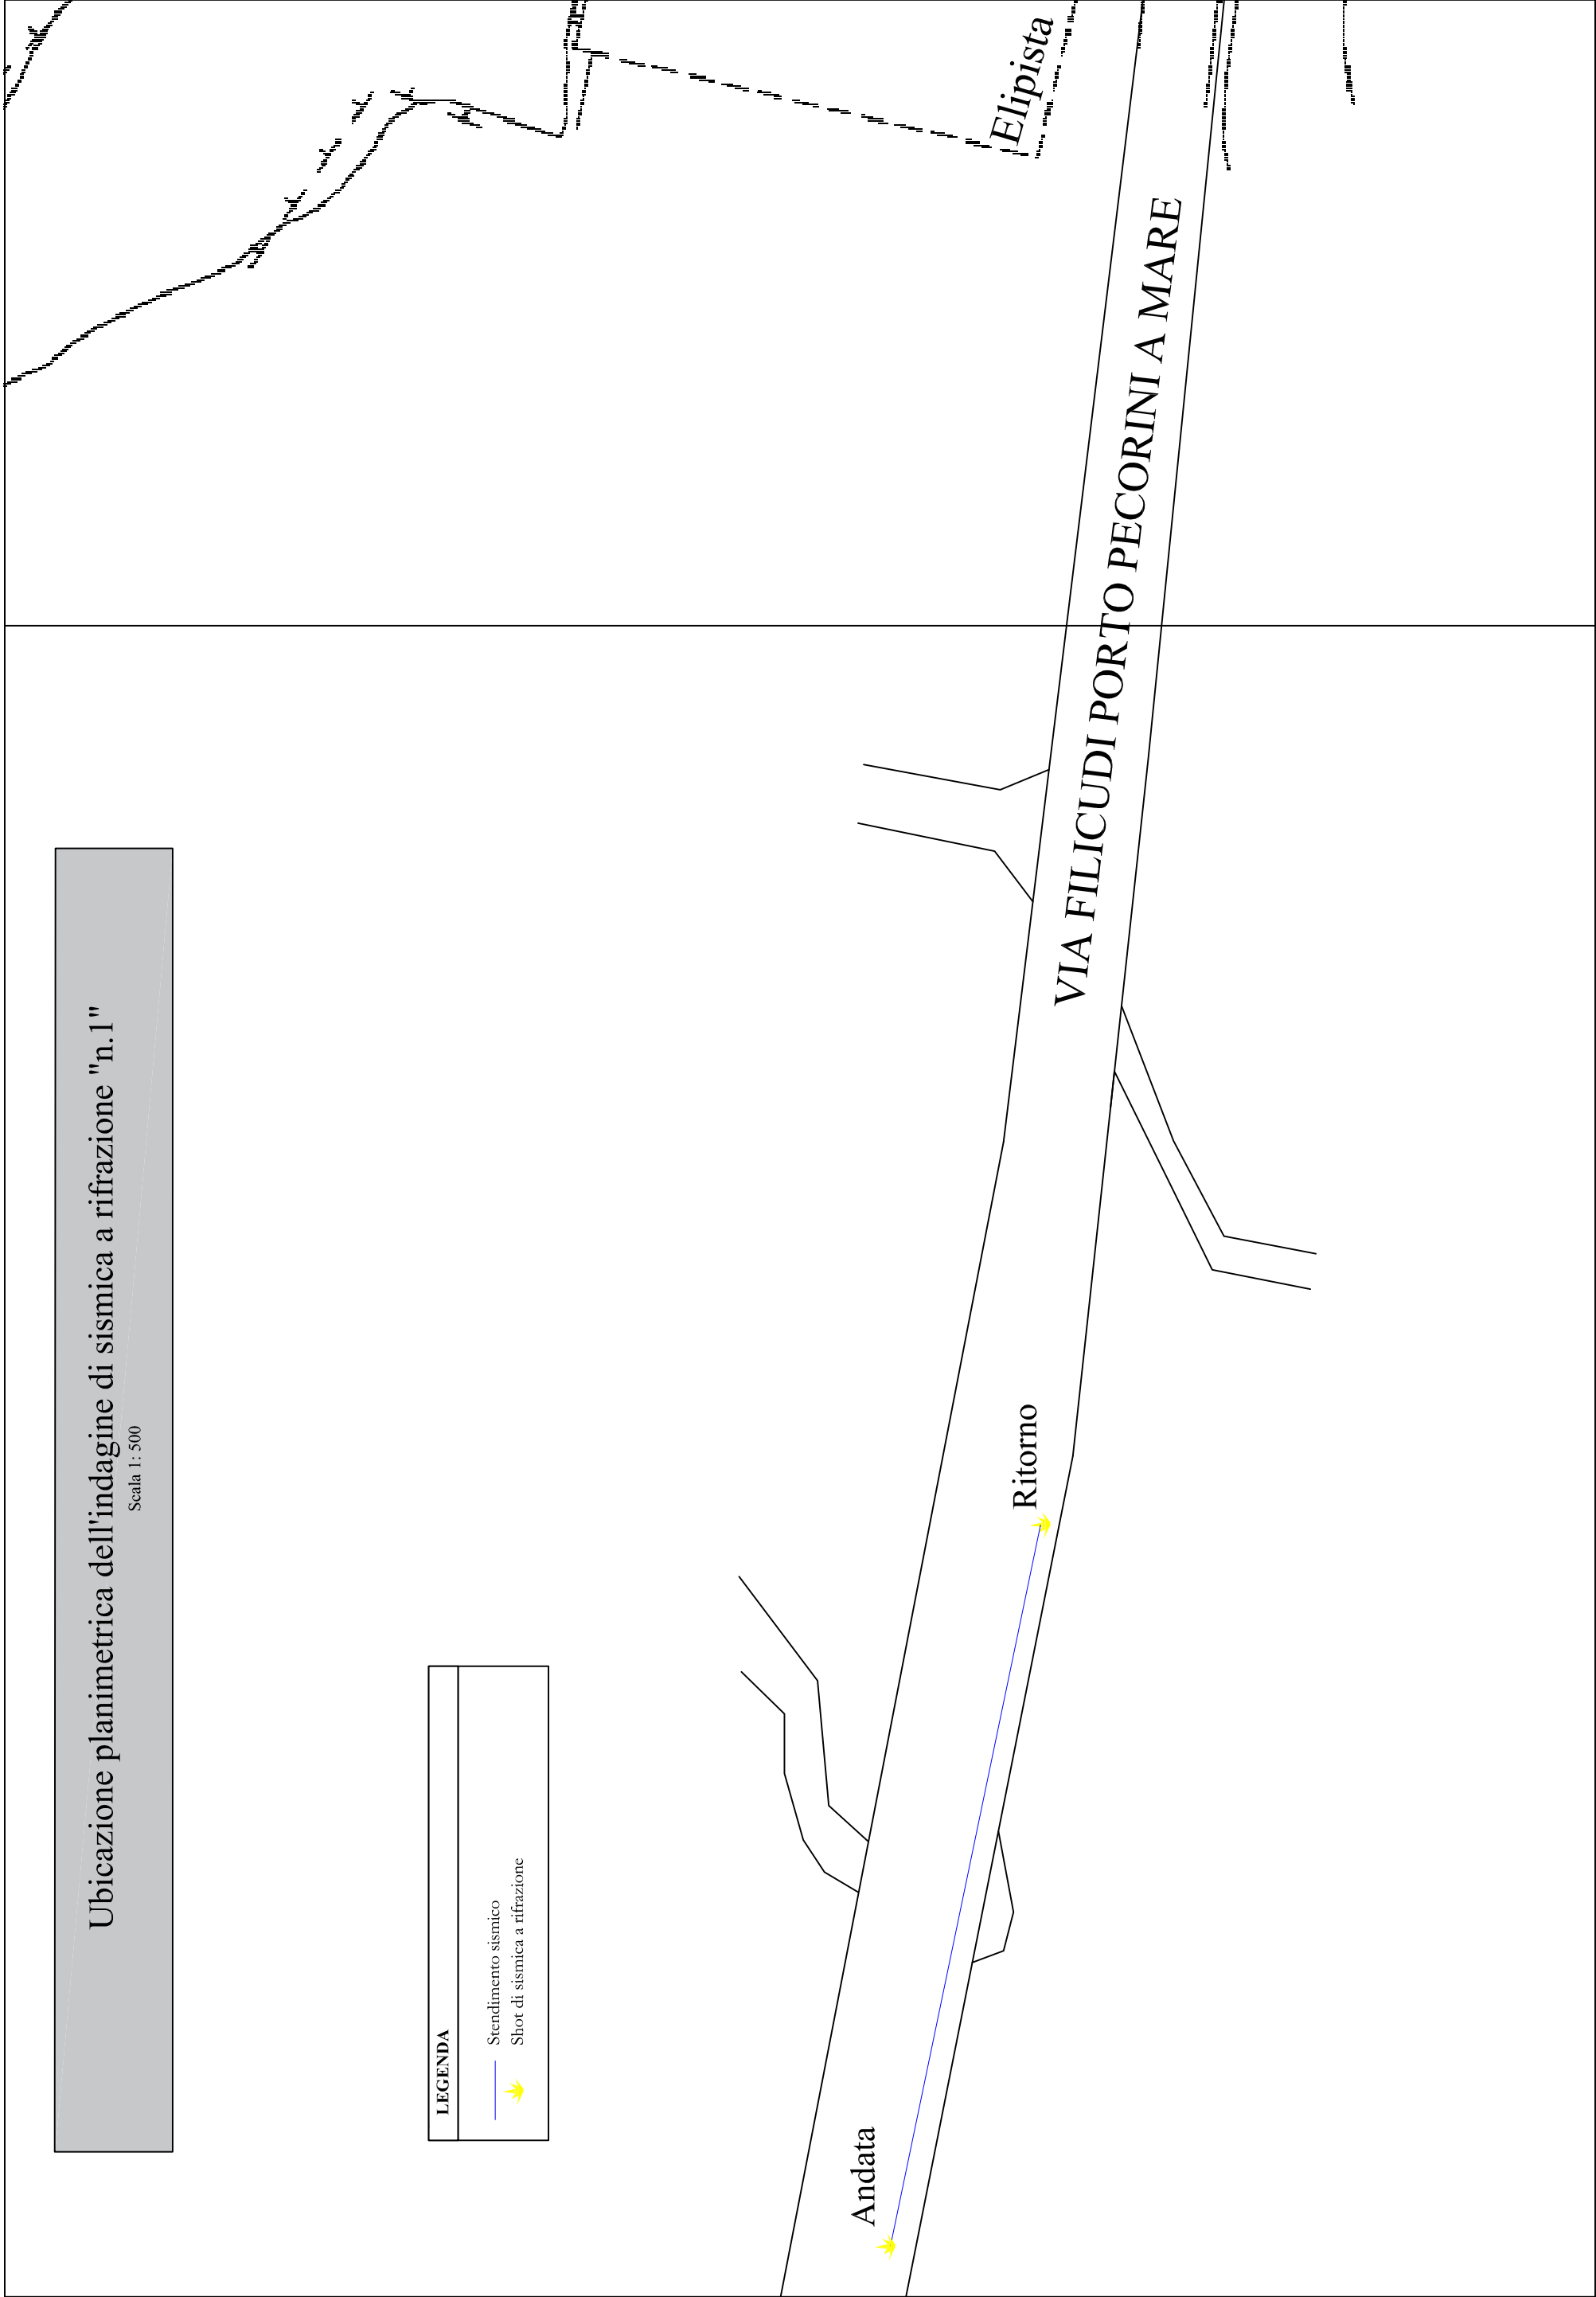 Ubicazione planimetrica dell'indagine di sismica a rifrazione "n.1"
Scala 1: 500
LEGENDA
Stendimento sismico
Shot di sismica a rifrazione
Andata
Ritorno
VIA FILICUDI PORTO PECORINI A MARE
Elipista